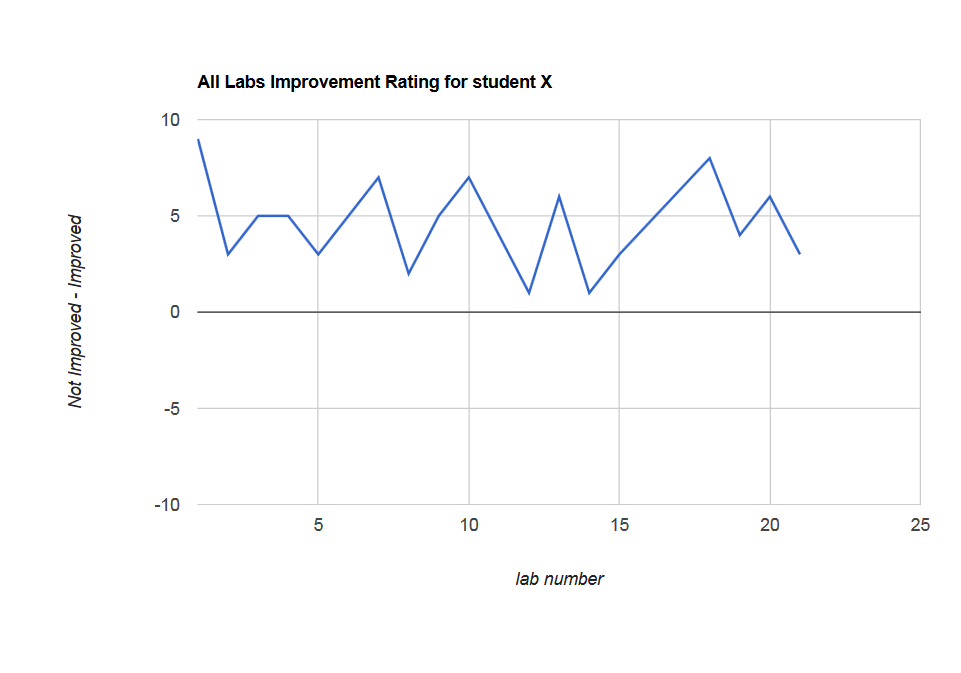 All Labs Improvement Rating for student X
10
5
0
-5
-10
Not Improved - Improved
5 10 15 20 25
lab number